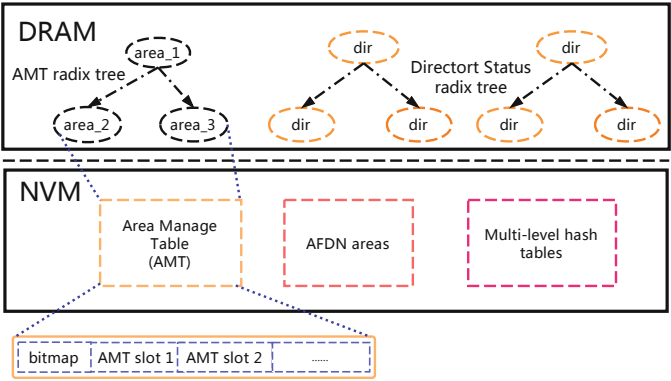 DRAM
area_1
AMT radix tree
area_2
area_3
dir
dir
dir
Directort Status
radix tree
dir
dir
dir
NVM
Area Manage
Table
(AMT)
AFDN areas
Multi-level hash
tables
bitmap
AMT slot 1
AMT slot 2
......